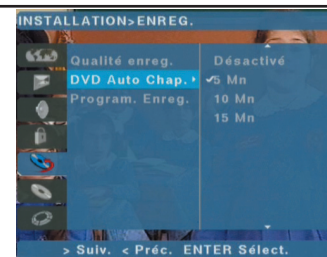 INSTALLATION>ENREG.
Qualité enreg.
DVD Auto Chap.
Program. Enreg.
Désactivé
✓5 Mn
10 Mn
15 Mn
> Suiv. < Préc. ENTER Sélect.